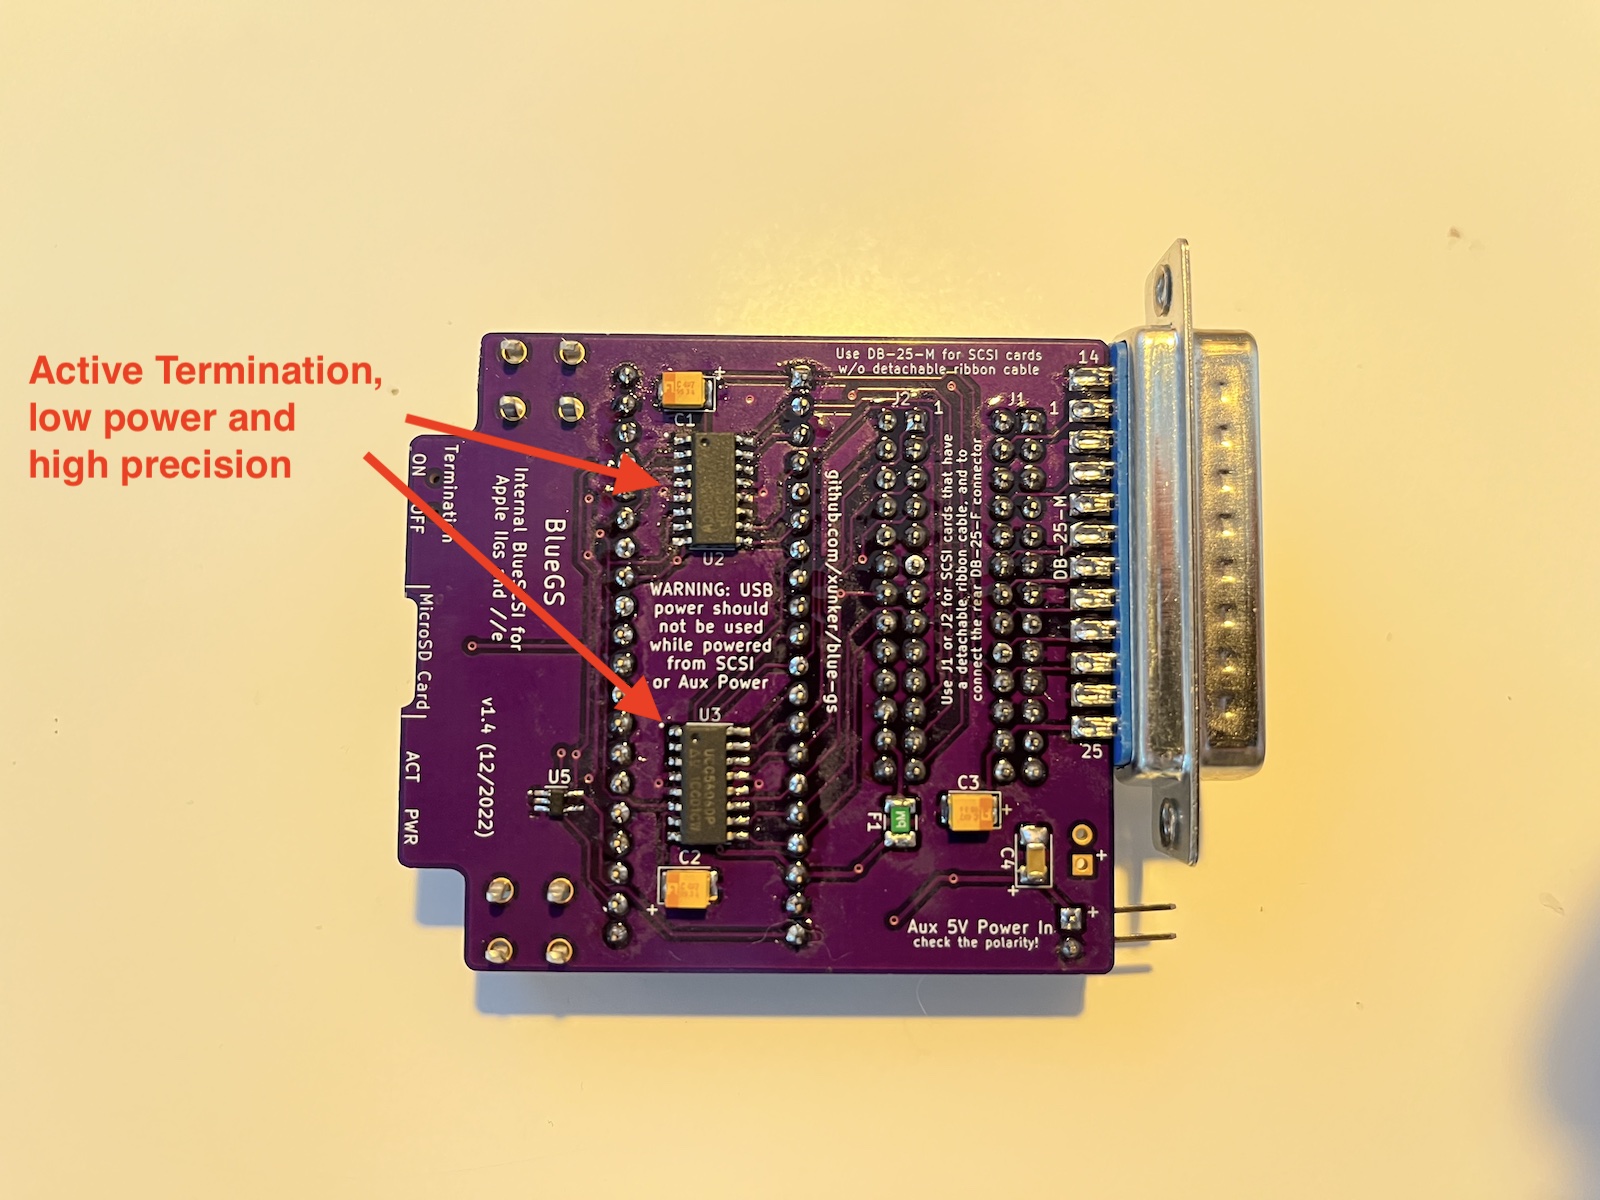 Active Termination,
low power and
high precision
Use DB-25-M for SCSI cards
w/o detachable ribbon cable
14
C1
J2
1
J1
1
Termination
ON
OFF
Internal BlueSCSI for
Apple IIGS and //e
BlueGS
U2
WARNING: USB
power should
not be used
while powered
from SCSI
or Aux Power
github.com/xunker/blue-gs
Use J1 or J2 for SCSI cards that have
a detachable ribbon cable, and to
connect the rear DB-25-F connector
DB-25-M
MicroSD Card
v1.4 (12/2022)
ACT
PWR
U3
U5
C2
F1
C3
C4
25
Aux 5V Power In
check the polarity!